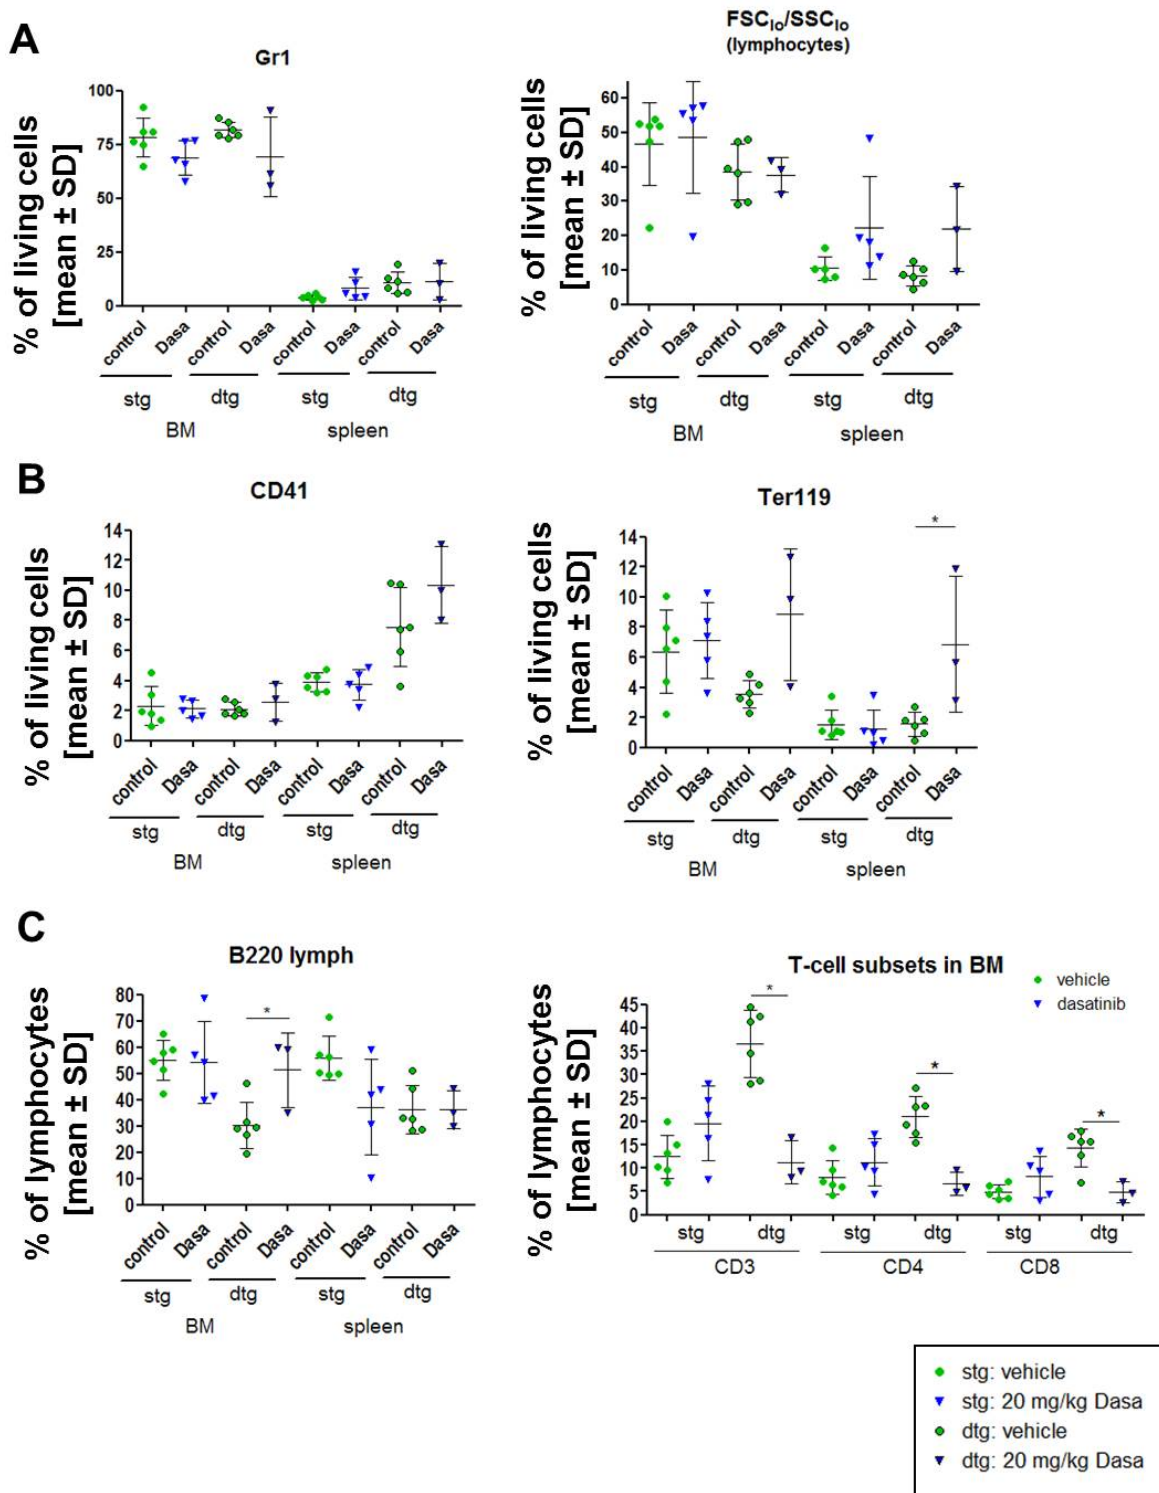 A
Gr1
% of living cells
[mean ± SD]
100
75
50
25
0
control
Dasa
control
Dasa
control
Dasa
control
Dasa
stg
dtg
stg
dtg
BM
spleen
FSClo/SSClo
(lymphocytes)
% of living cells
[mean ± SD]
60
50
40
30
20
10
0
control
Dasa
control
Dasa
control
Dasa
control
Dasa
stg
dtg
stg
dtg
BM
spleen
B
CD41
% of living cells
[mean ± SD]
14
12
10
8
6
4
2
0
control
Dasa
control
Dasa
control
Dasa
control
Dasa
stg
dtg
stg
dtg
BM
spleen
Ter119
% of living cells
[mean ± SD]
14
12
10
8
6
4
2
0
*
control
Dasa
control
Dasa
control
Dasa
control
Dasa
stg
dtg
stg
dtg
BM
spleen
C
B220 lymph
% of lymphocytes
[mean ± SD]
80
70
60
50
40
30
20
10
0
*
control
Dasa
control
Dasa
control
Dasa
control
Dasa
stg
dtg
stg
dtg
BM
spleen
T-cell subsets in BM
vehicle
dasatinib
% of lymphocytes
[mean ± SD]
45
40
35
30
25
20
15
10
5
0
*
*
*
stg
dtg
stg
dtg
stg
dtg
CD3
CD4
CD8
stg: vehicle
stg: 20 mg/kg Dasa
dtg: vehicle
dtg: 20 mg/kg Dasa